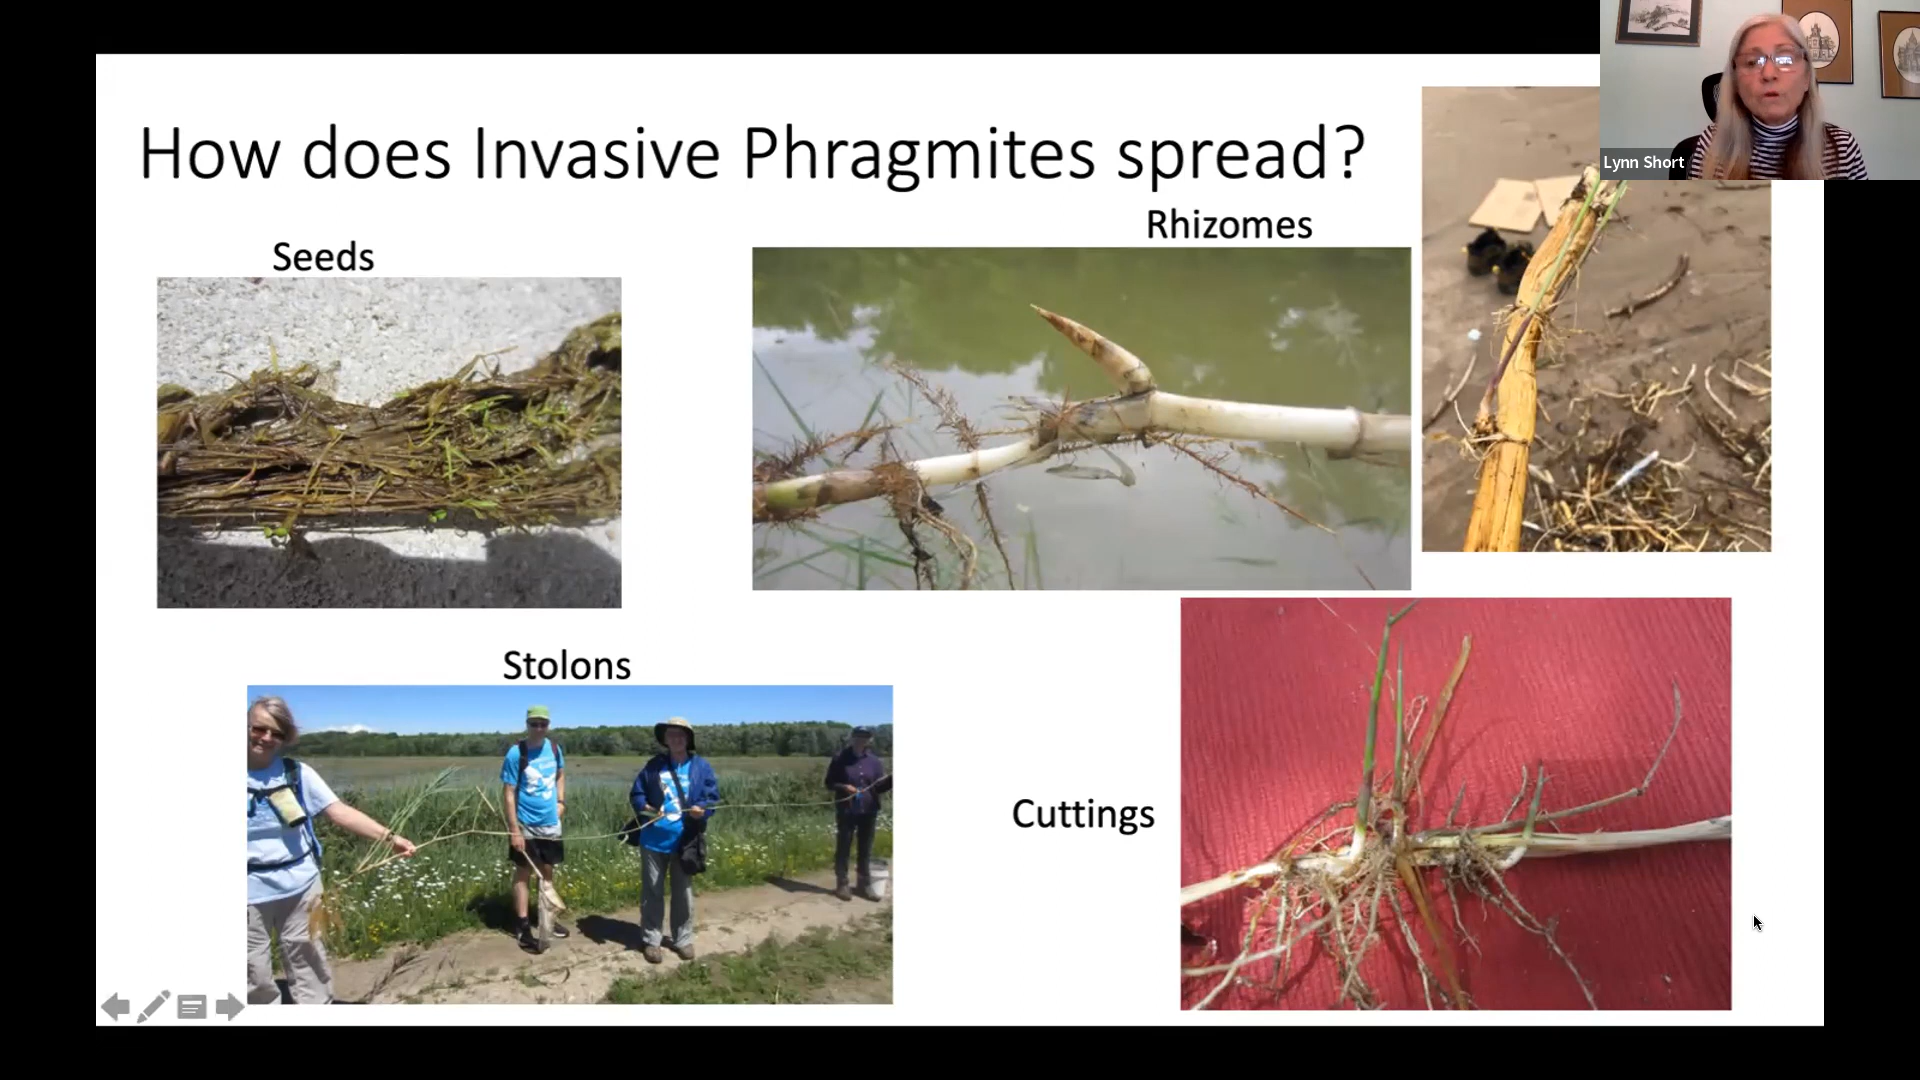 How does Invasive Phragmites spread?
Lynn Short
Rhizomes
Seeds
Stolons
Cuttings